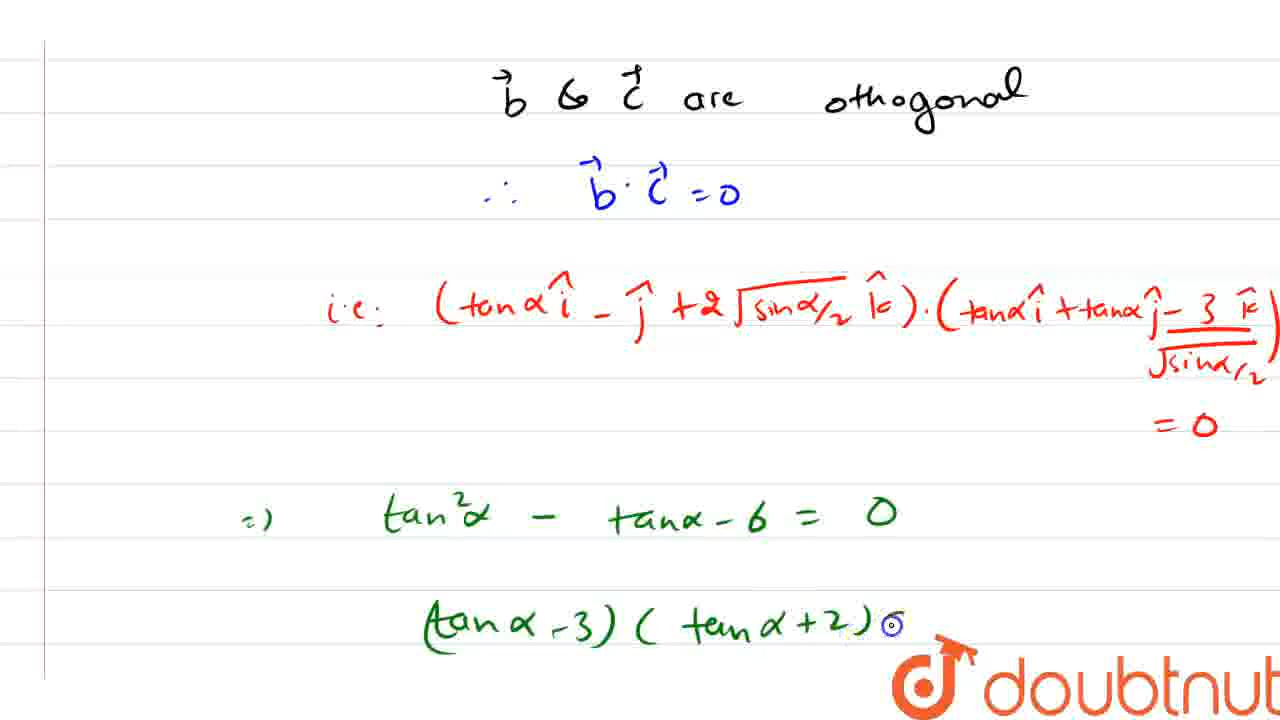 b⃗ & c⃗ are othogonal
∴ b⃗ · c⃗ = 0
i.e: (tanα î - ĵ + 2√sinα/2 k̂) · (tanα î + tanα ĵ - 3/√sinα/2 k̂)
= 0
=) tan²α - tanα - 6 = 0
(tanα - 3) ( tanα + 2)
doubtnut